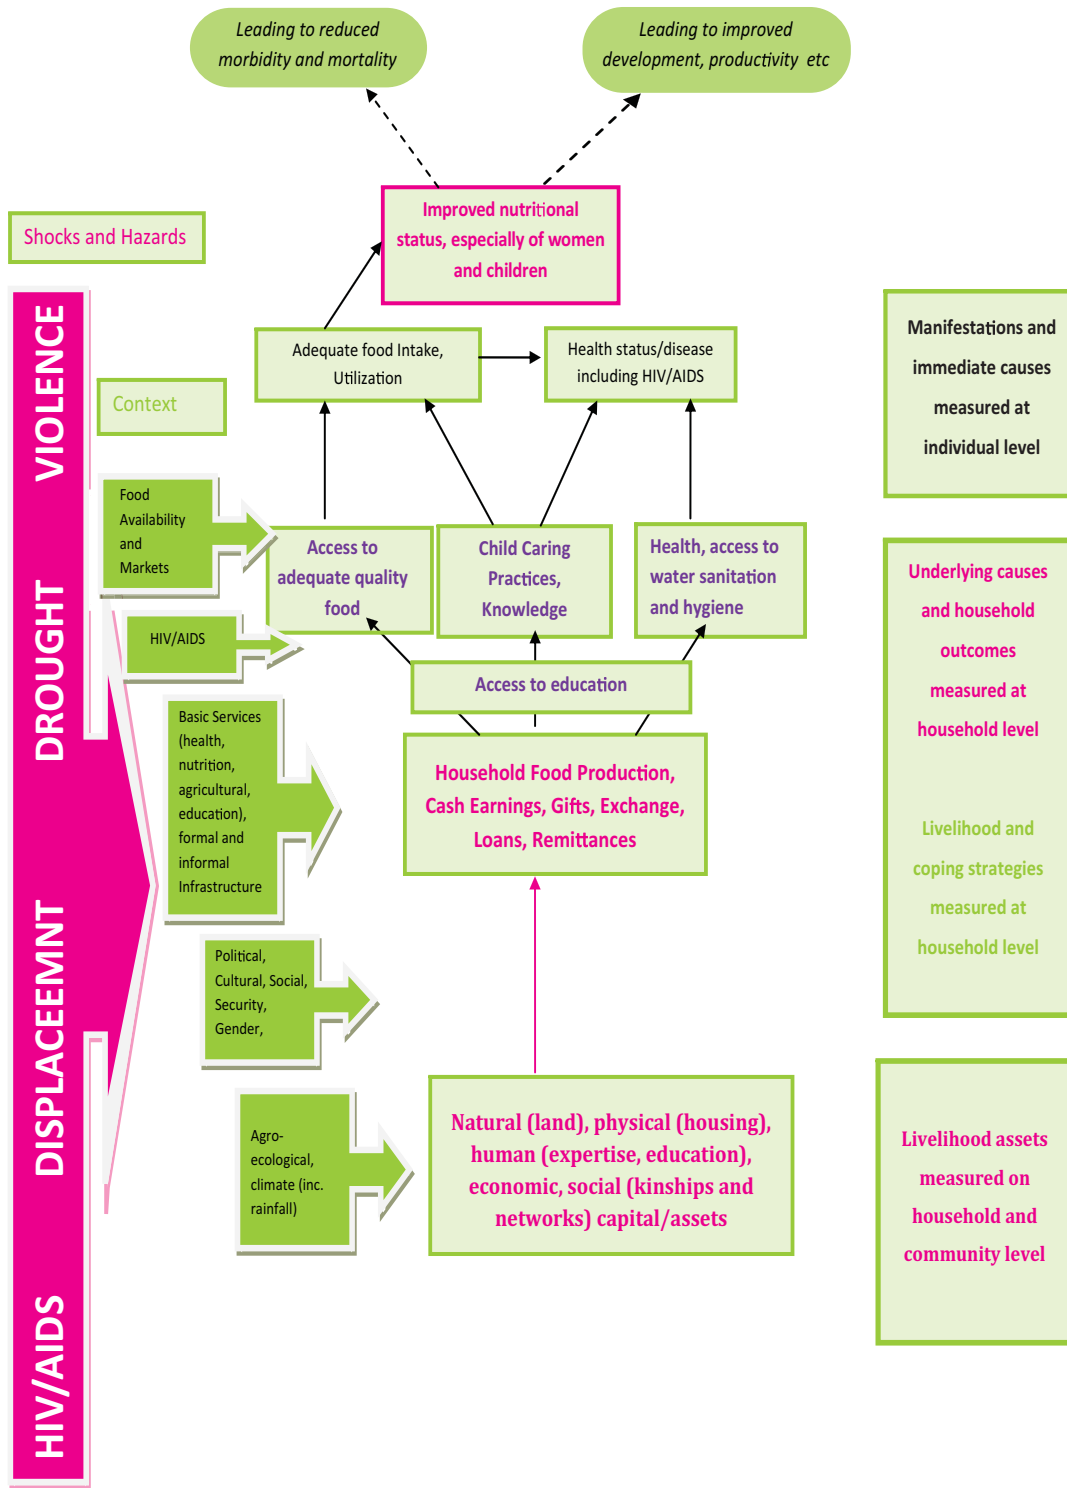 Leading to reduced
morbidity and mortality
Leading to improved
development, productivity etc
Improved nutritional
status, especially of women
and children
Shocks and Hazards
VIOLENCE
DROUGHT
DISPLACEEMNT
HIV/AIDS
Context
Adequate food Intake,
Utilization
Health status/disease
including HIV/AIDS
Manifestations and
immediate causes
measured at
individual level
Food
Availability
and
Markets
Access to
adequate quality
food
Child Caring
Practices,
Knowledge
Health, access to
water sanitation
and hygiene
Underlying causes
and household
outcomes
measured at
household level
Livelihood and
coping strategies
measured at
household level
HIV/AIDS
Access to education
Basic Services
(health,
nutrition,
agricultural,
education),
formal and
informal
Infrastructure
Household Food Production,
Cash Earnings, Gifts, Exchange,
Loans, Remittances
Political,
Cultural, Social,
Security,
Gender,
Agro-
ecological,
climate (inc.
rainfall)
Natural (land), physical (housing),
human (expertise, education),
economic, social (kinships and
networks) capital/assets
Livelihood assets
measured on
household and
community level